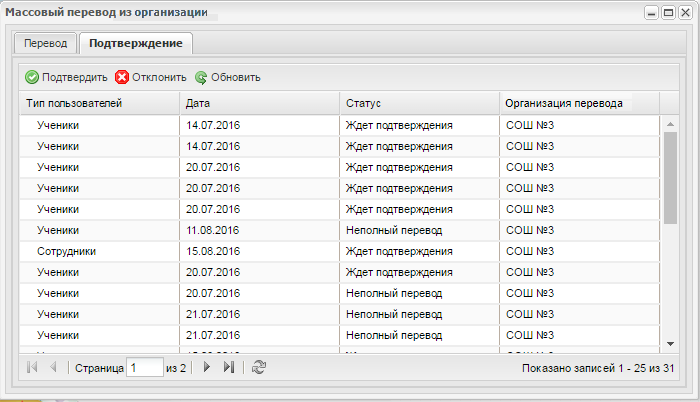 Массовый перевод из организации
Перевод Подтверждение
Подтвердить Отклонить Обновить
Тип пользователей Дата Статус Организация перевода
Ученики 14.07.2016 Ждет подтверждения СОШ №3
Ученики 14.07.2016 Ждет подтверждения СОШ №3
Ученики 20.07.2016 Ждет подтверждения СОШ №3
Ученики 20.07.2016 Ждет подтверждения СОШ №3
Ученики 20.07.2016 Ждет подтверждения СОШ №3
Ученики 11.08.2016 Неполный перевод СОШ №3
Сотрудники 15.08.2016 Ждет подтверждения СОШ №3
Ученики 20.07.2016 Ждет подтверждения СОШ №3
Ученики 20.07.2016 Неполный перевод СОШ №3
Ученики 21.07.2016 Неполный перевод СОШ №3
Ученики 21.07.2016 Неполный перевод СОШ №3
Страница 1 из 2 Показано записей 1 - 25 из 31